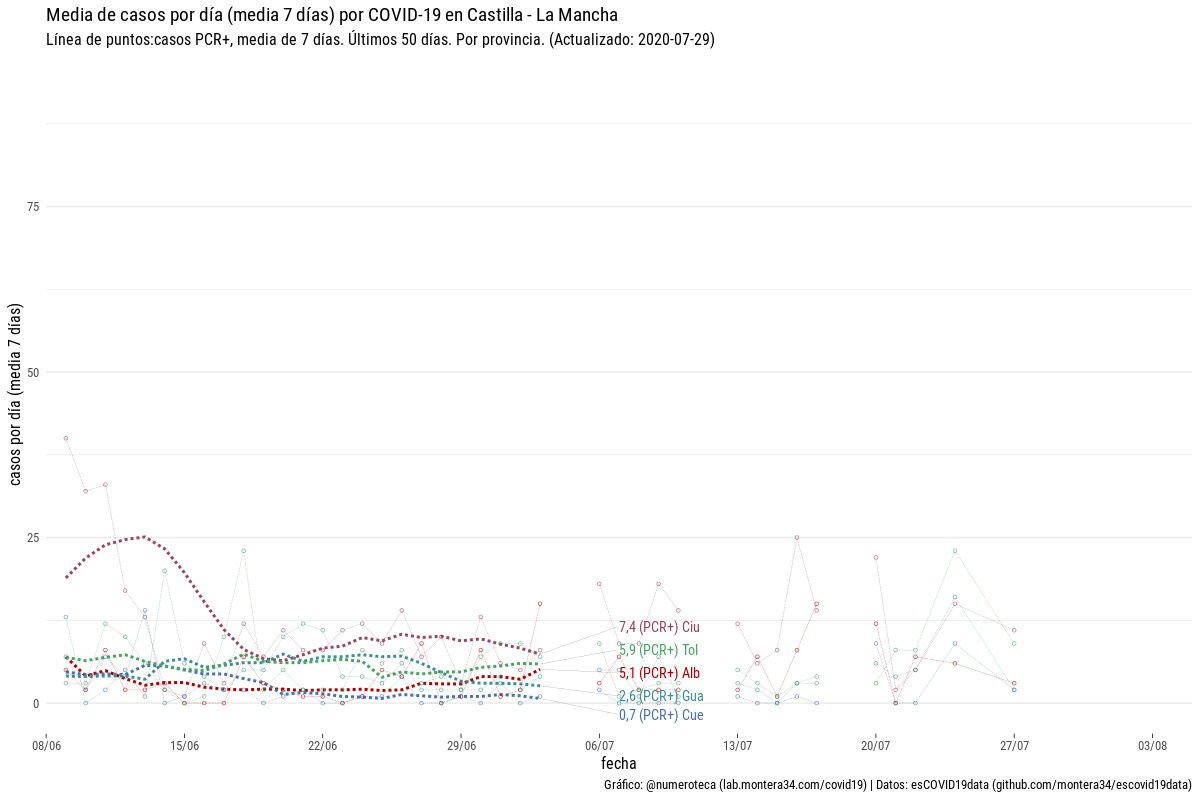 Media de casos por día (media 7 días) por COVID-19 en Castilla - La Mancha
Línea de puntos:casos PCR+, media de 7 días. Últimos 50 días. Por provincia. (Actualizado: 2020-07-29)
casos por día (media 7 días)
75
50
25
0
7,4 (PCR+) Ciu
5,9 (PCR+) Tol
5,1 (PCR+) Alb
2,6 (PCR+) Gua
0,7 (PCR+) Cue
08/06 15/06 22/06 29/06 06/07 13/07 20/07 27/07 03/08
fecha
Gráfico: @numeroteca (lab.montera34.com/covid19) | Datos: esCOVID19data (github.com/montera34/escovid19data)